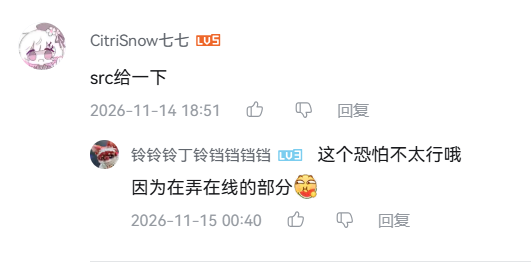 CitriSnow七七 LV5
src给一下
2026-11-14 18:51 回复
铃铃铃丁铃铛铛铛铛 LV3 这个恐怕不太行哦
因为在弄在线的部分
2026-11-15 00:40 回复